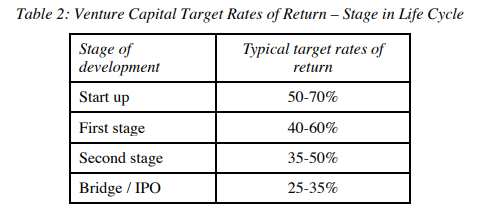 Table 2: Venture Capital Target Rates of Return – Stage in Life Cycle
Stage of development
Typical target rates of return
Start up 50-70%
First stage 40-60%
Second stage 35-50%
Bridge / IPO 25-35%